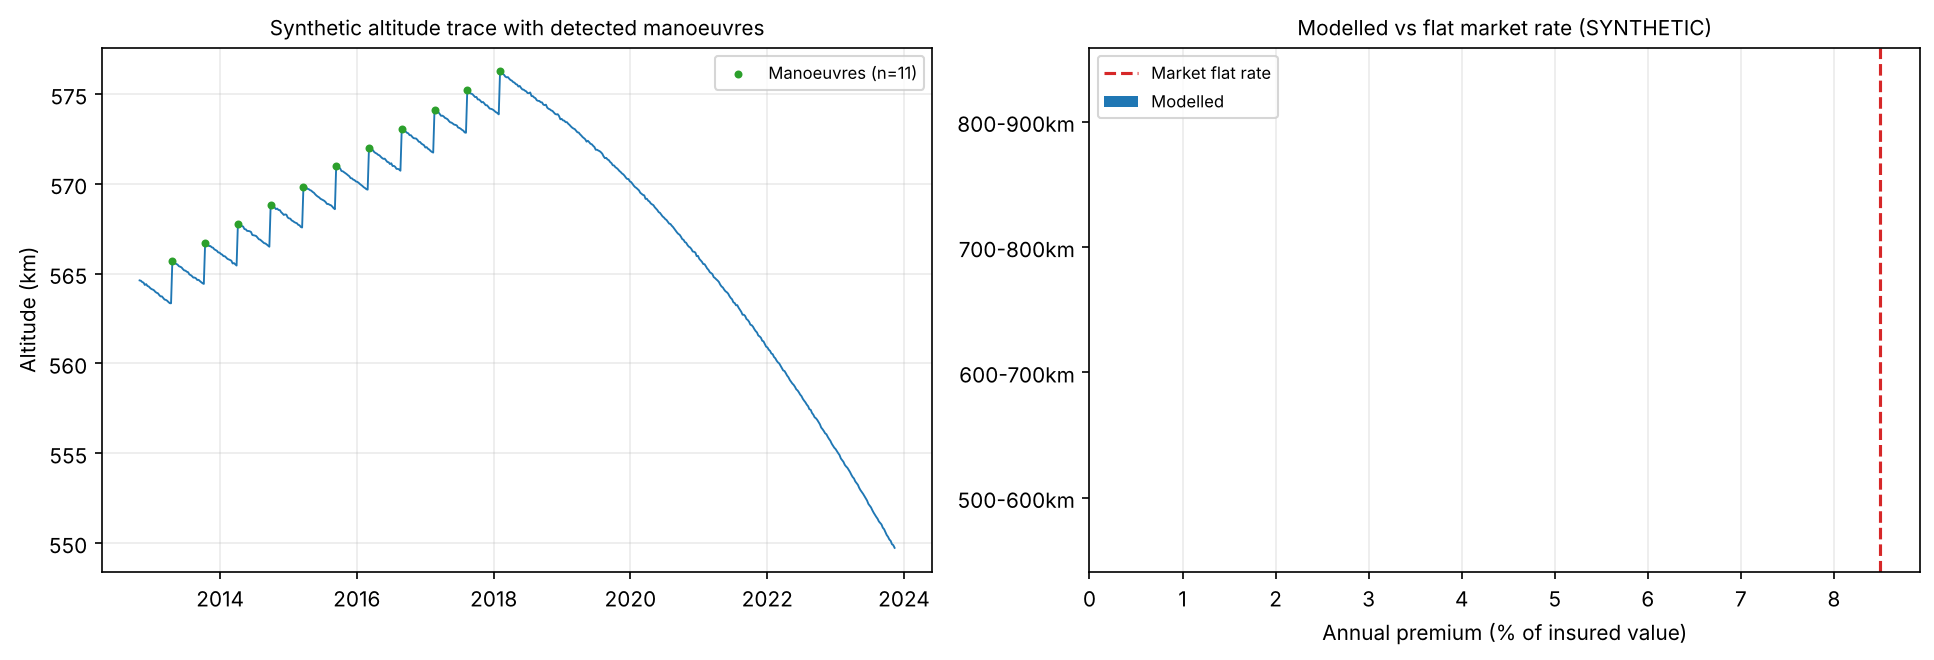 Synthetic altitude trace with detected manoeuvres
Manoeuvres (n=11)
Altitude (km)
575
570
565
560
555
550
2014
2016
2018
2020
2022
2024
Modelled vs flat market rate (SYNTHETIC)
Market flat rate
Modelled
800-900km
700-800km
600-700km
500-600km
0
1
2
3
4
5
6
7
8
Annual premium (% of insured value)